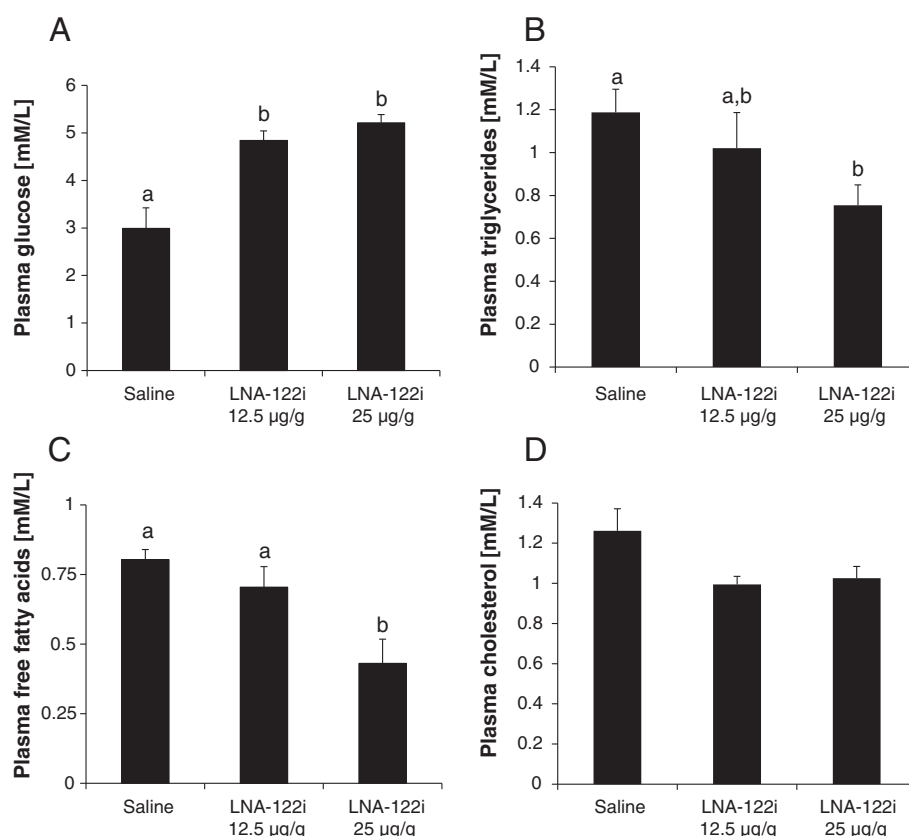 A
Plasma glucose [mM/L]
6
5
4
3
2
1
0
a
b
b
Saline
LNA-122i
12.5 µg/g
LNA-122i
25 µg/g
B
Plasma triglycerides [mM/L]
1.4
1.2
1
0.8
0.6
0.4
0.2
0
a
a,b
b
Saline
LNA-122i
12.5 µg/g
LNA-122i
25 µg/g
C
Plasma free fatty acids [mM/L]
1
0.75
0.5
0.25
0
a
a
b
Saline
LNA-122i
12.5 µg/g
LNA-122i
25 µg/g
D
Plasma cholesterol [mM/L]
1.4
1.2
1
0.8
0.6
0.4
0.2
0
Saline
LNA-122i
12.5 µg/g
LNA-122i
25 µg/g